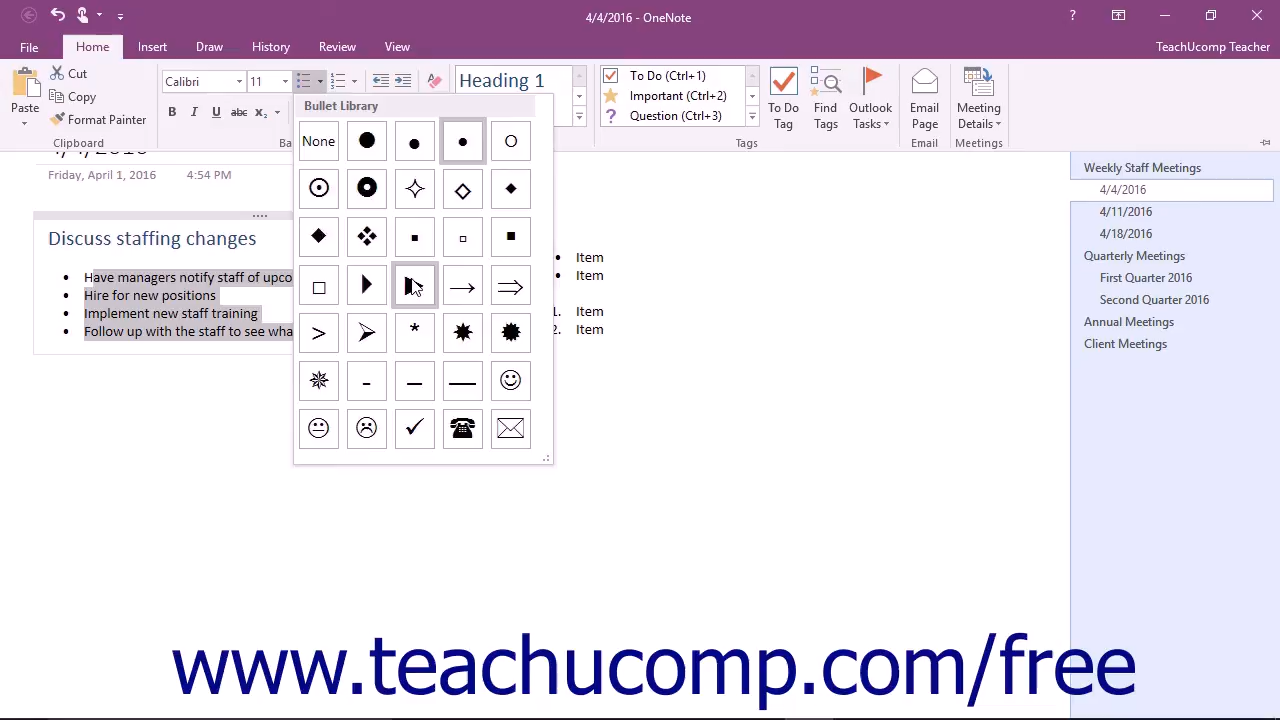 4/4/2016 - OneNote
File Home Insert Draw History Review View TeachUcomp Teacher
Paste
Cut
Copy
Format Painter
Clipboard
Calibri 11
B I U abc x₂
Ba
Heading 1
To Do (Ctrl+1)
Important (Ctrl+2)
Question (Ctrl+3)
To Do
Tag
Find
Tags
Outlook
Tasks
Tags
Email
Page
Email
Meeting
Details
Meetings
Bullet Library
None
4/4/2016
Friday, April 1, 2016 4:54 PM
Discuss staffing changes
• Have managers notify staff of upco
• Hire for new positions
• Implement new staff training
• Follow up with the staff to see wha
• Item
• Item
1. Item
2. Item
Weekly Staff Meetings
4/4/2016
4/11/2016
4/18/2016
Quarterly Meetings
First Quarter 2016
Second Quarter 2016
Annual Meetings
Client Meetings
www.teachucomp.com/free